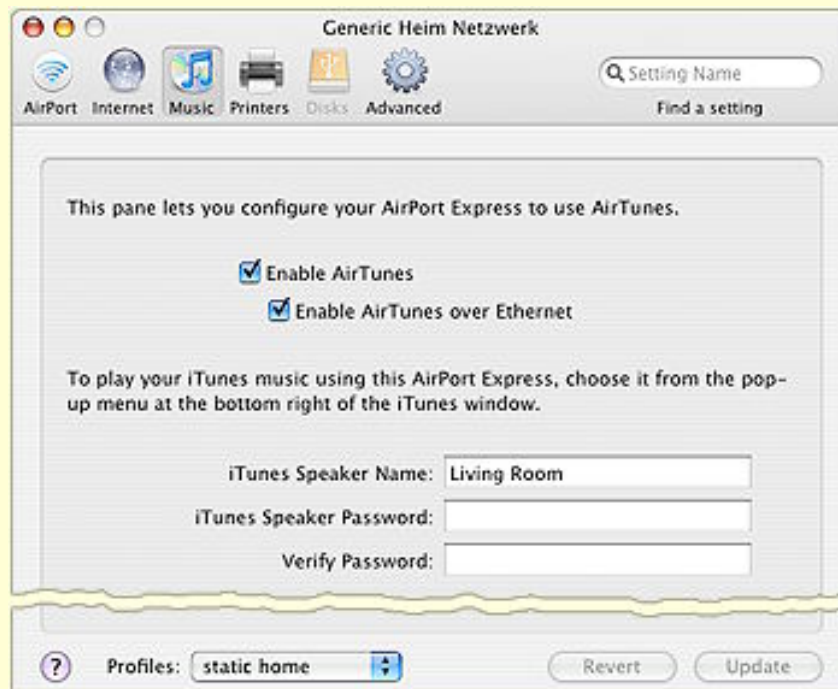 Generic Heim Netzwerk
AirPort Internet Music Printers Disks Advanced
Setting Name
Find a setting
This pane lets you configure your AirPort Express to use AirTunes.
Enable AirTunes
Enable AirTunes over Ethernet
To play your iTunes music using this AirPort Express, choose it from the pop-
up menu at the bottom right of the iTunes window.
iTunes Speaker Name: Living Room
iTunes Speaker Password:
Verify Password:
? Profiles: static home Revert Update